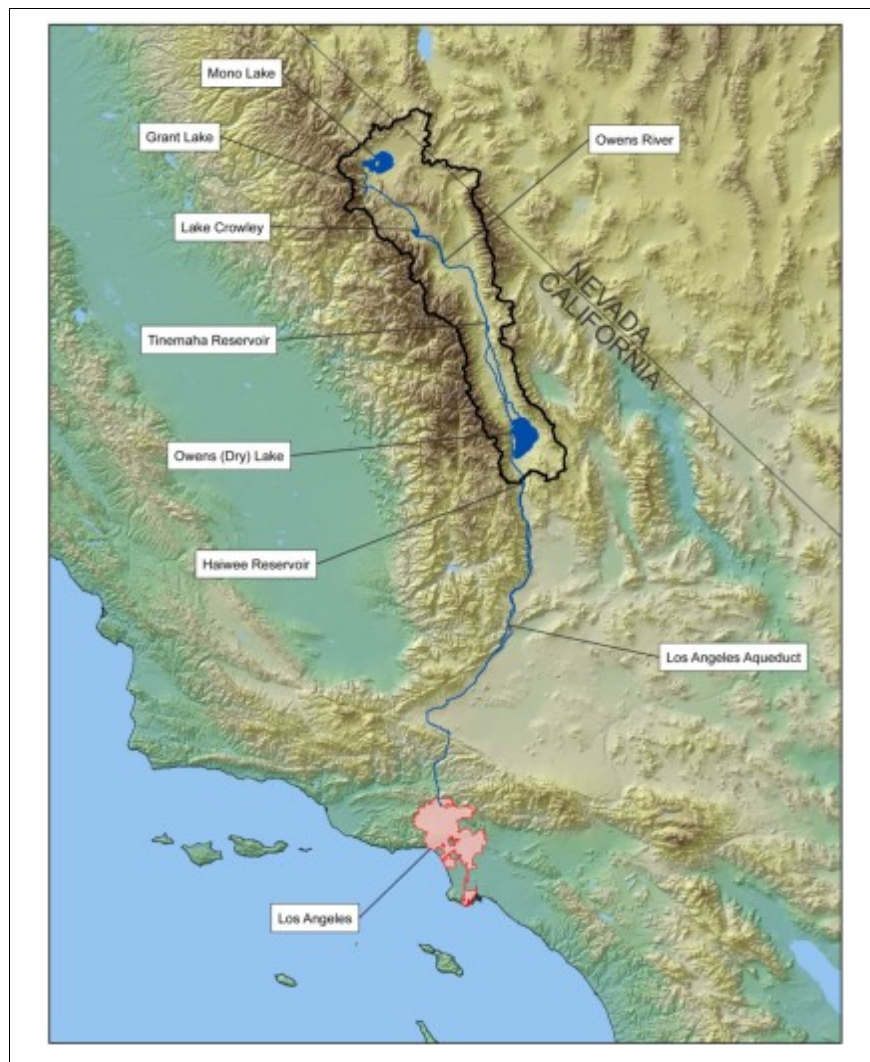 Mono Lake
Grant Lake
Owens River
Lake Crowley
NEVADA
CALIFORNIA
Tinemaha Reservoir
Owens (Dry) Lake
Haiwee Reservoir
Los Angeles Aqueduct
Los Angeles